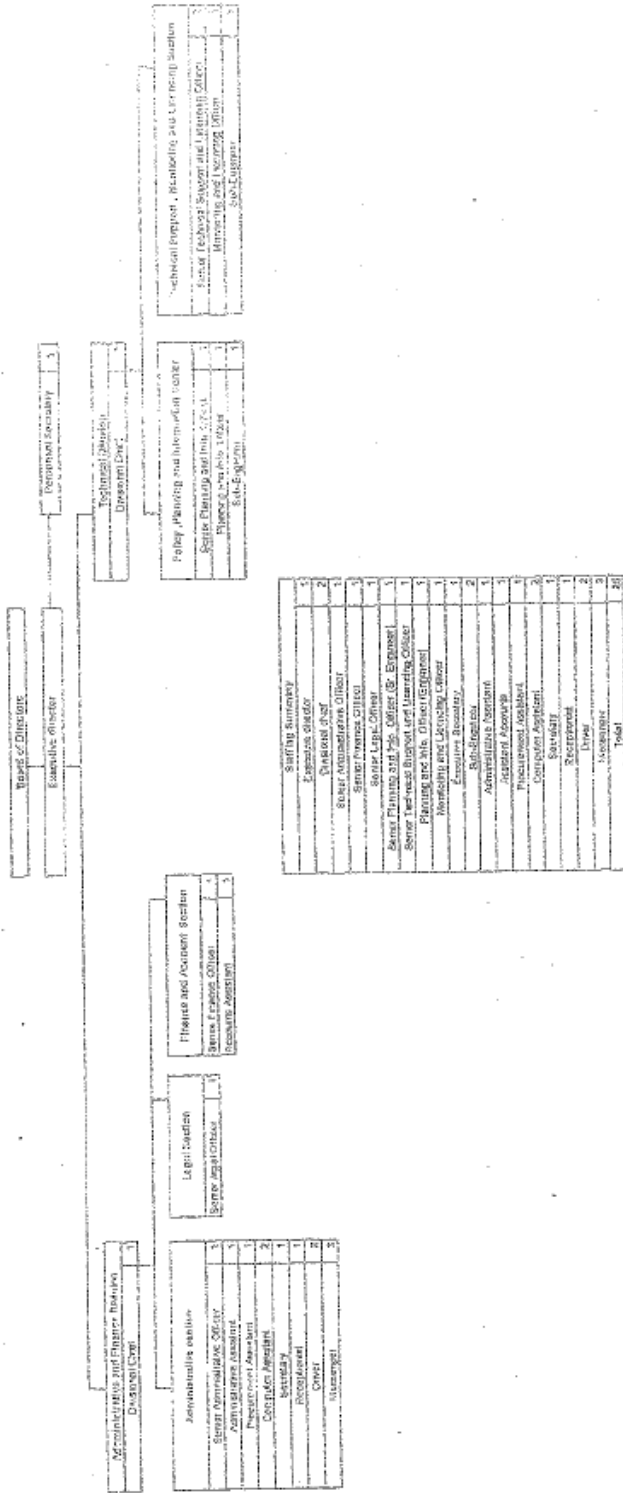 Board of Directors
Executive director
Personnel Secretary 1
Administrative and Finance Division
Divisional Chief 1
Technical Division
Divisional Chief 1
Administrative section
Senior Administrative Officer 1
Administrative Assistant 1
Procurement Assistant 1
Computer Assistant 2
Secretary 1
Receptionist 1
Driver 2
Messenger 3
Legal Section
Senior Legal Officer 1
Finance and Account Section
Senior Finance Officer 1
Accounts Assistant 1
Policy, Planning and Information Center
Senior Planning and Info. Officer 1
Planning and Info. Officer 1
Sub-Engineer 1
Technical Support, Monitoring and Licensing Section
Senior Technical Support and Licensing Officer 1
Monitoring and Licensing Officer 1
Sub-Engineer 1
Staffing Summary
Executive director 1
Divisional chief 2
Senior Administrative Officer 1
Senior Finance Officer 1
Senior Legal Officer 1
Senior Planning and Info. Officer (Sr. Engineer) 1
Senior Technical Support and Licensing Officer 1
Planning and Info. Officer (Engineer) 1
Monitoring and Licensing Officer 1
Executive Secretary 1
Sub-Engineer 2
Administrative Assistant 1
Assistant Accounts 1
Procurement Assistant 1
Computer Assistant 2
Secretary 1
Receptionist 1
Driver 2
Messenger 3
Total